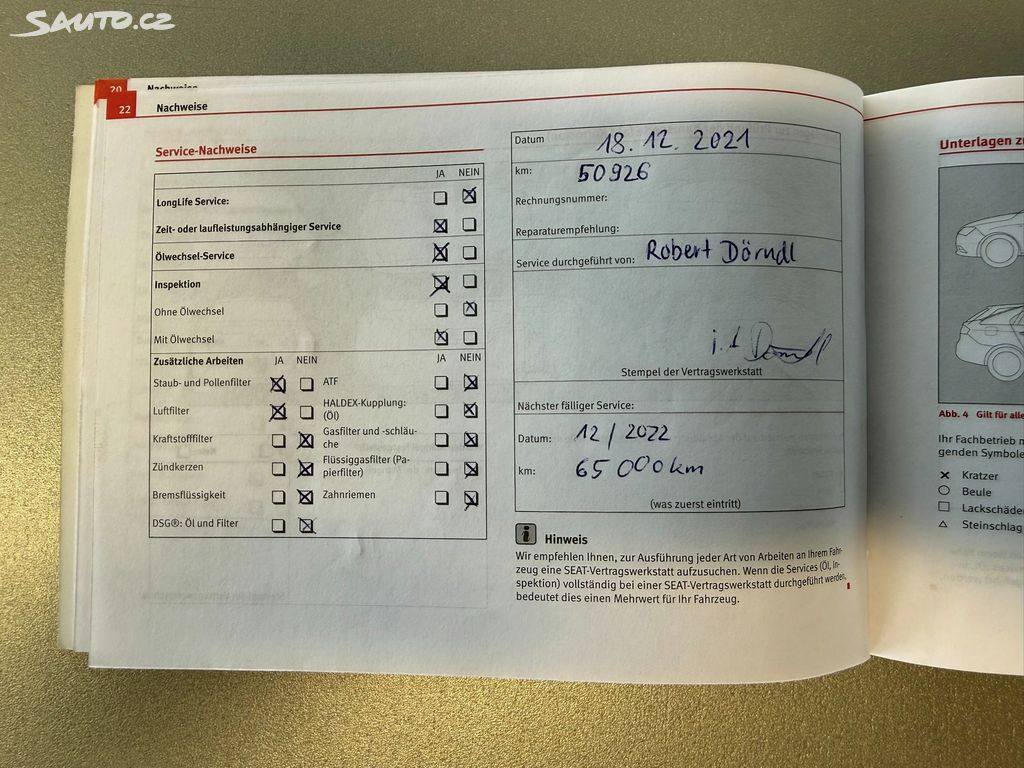 SAUTO.CZ
20 Nachweise
22 Nachweise
Service-Nachweise
JA NEIN
LongLife Service:
Zeit- oder laufleistungsabhängiger Service
Ölwechsel-Service
Inspektion
Ohne Ölwechsel
Mit Ölwechsel
Zusätzliche Arbeiten JA NEIN JA NEIN
Staub- und Pollenfilter ATF
Luftfilter HALDEX-Kupplung:
(Öl)
Kraftstofffilter Gasfilter und -schläu-
che
Zündkerzen Flüssiggasfilter (Pa-
pierfilter)
Bremsflüssigkeit Zahnriemen
DSG®: Öl und Filter
Datum 18. 12. 2021
km: 50926
Rechnungsnummer:
Reparaturempfehlung:
Service durchgeführt von: Robert Dörndl
Stempel der Vertragswerkstatt
Nächster fälliger Service:
Datum: 12 / 2022
km: 65 000 km
(was zuerst eintritt)
i Hinweis
Wir empfehlen Ihnen, zur Ausführung jeder Art von Arbeiten an Ihrem Fahr-
zeug eine SEAT-Vertragswerkstatt aufzusuchen. Wenn die Services (Öl, In-
spektion) vollständig bei einer SEAT-Vertragswerkstatt durchgeführt werden,
bedeutet dies einen Mehrwert für Ihr Fahrzeug.
Unterlagen
Abb. 4 Gilt für alle
Ihr Fachbetrieb
genden Symbole
Kratzer
Beule
Lackschäde
Steinschlag